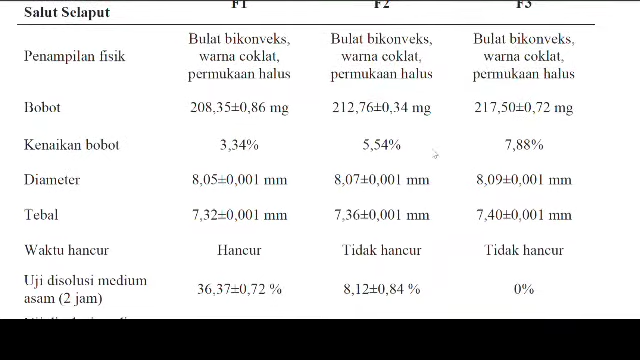 F1 F2 F3
Salut Selaput
Penampilan fisik
Bulat bikonveks, warna coklat, permukaan halus
Bulat bikonveks, warna coklat, permukaan halus
Bulat bikonveks, warna coklat, permukaan halus
Bobot 208,35±0,86 mg 212,76±0,34 mg 217,50±0,72 mg
Kenaikan bobot 3,34% 5,54% 7,88%
Diameter 8,05±0,001 mm 8,07±0,001 mm 8,09±0,001 mm
Tebal 7,32±0,001 mm 7,36±0,001 mm 7,40±0,001 mm
Waktu hancur Hancur Tidak hancur Tidak hancur
Uji disolusi medium
asam (2 jam) 36,37±0,72 % 8,12±0,84 % 0%